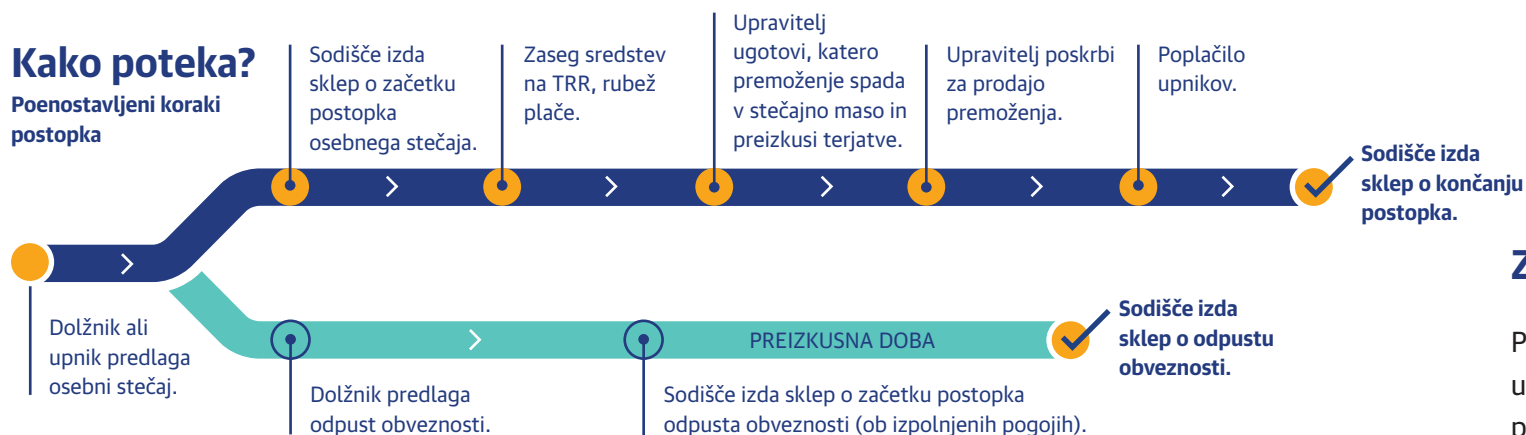 Kako poteka?
Poenostavljeni koraki
postopka
Sodišče izda
sklep o začetku
postopka
osebnega stečaja.
Zaseg sredstev
na TRR, rubež
plače.
Upravitelj
ugotovi, katero
premoženje spada
v stečajno maso in
preizkusi terjatve.
Upravitelj poskrbi
za prodajo
premoženja.
Poplačilo
upnikov.
Sodišče izda
sklep o končanju
postopka.
Dolžnik ali
upnik predlaga
osebni stečaj.
Dolžnik predlaga
odpust obveznosti.
PREIZKUSNA DOBA
Sodišče izda sklep o začetku postopka
odpusta obveznosti (ob izpolnjenih pogojih).
Sodišče izda
sklep o odpustu
obveznosti.